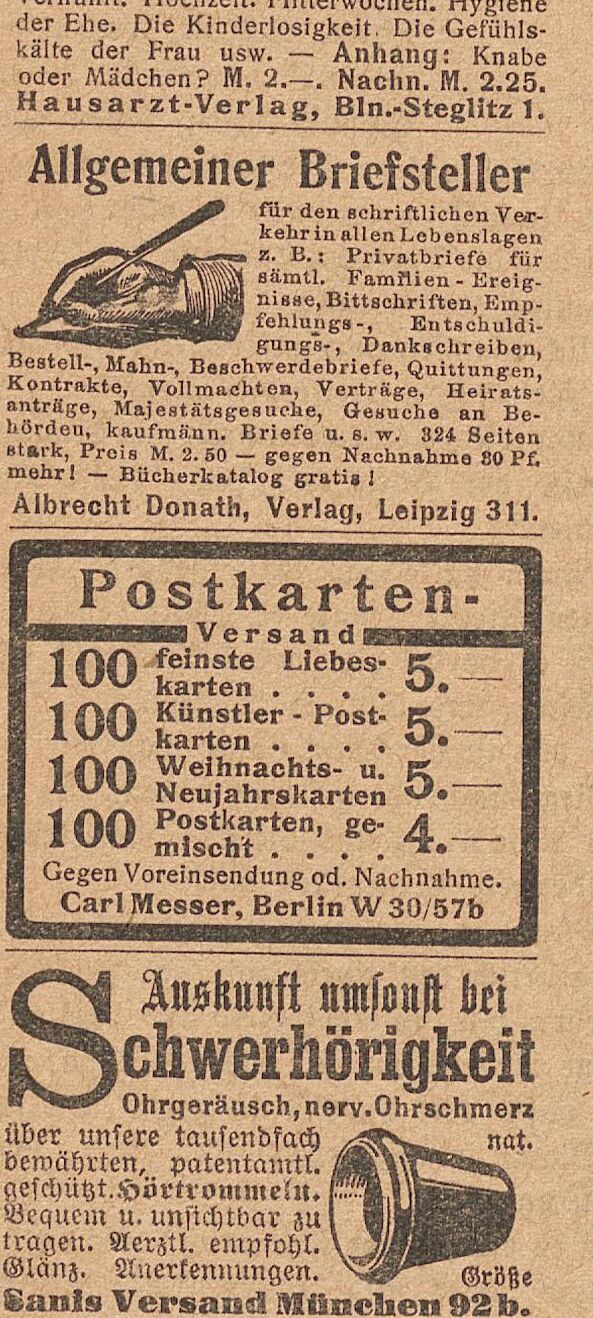 Hochzeit. Flitterwochen. Hygiene
der Ehe. Die Kinderlosigkeit. Die Gefühls-
kälte der Frau usw. — Anhang: Knabe
oder Mädchen? M. 2.—. Nachn. M. 2.25.
Hausarzt-Verlag, Bln.-Steglitz 1.
Allgemeiner Briefsteller
für den schriftlichen Ver-
kehr in allen Lebenslagen
z. B.: Privatbriefe für
sämtl. Familien-Ereig-
nisse, Bittschriften, Emp-
fehlungs-, Entschuldi-
gungs-, Dankschreiben,
Bestell-, Mahn-, Beschwerdebriefe, Quittungen,
Kontrakte, Vollmachten, Verträge, Heirats-
anträge, Majestätsgesuche, Gesuche an Be-
hörden, kaufmänn. Briefe u. s. w. 324 Seiten
stark, Preis M. 2.50 — gegen Nachnahme 30 Pf.
mehr! — Bücherkatalog gratis!
Albrecht Donath, Verlag, Leipzig 311.
Postkarten-
Versand
100 feinste Liebes-
karten . . . . 5.—
100 Künstler-Post-
karten . . . . 5.—
100 Weihnachts- u.
Neujahrskarten 5.—
100 Postkarten, ge-
mischt . . . . 4.—
Gegen Voreinsendung od. Nachnahme.
Carl Messer, Berlin W 30/57b
Auskunft umsonst bei
Schwerhörigkeit
Ohrgeräusch, nerv. Ohrschmerz
über unsere tausendfach nat.
bewährten, patentamtl.
geschützt. Hörtrommeln.
Bequem u. unsichtbar zu
tragen. Aerztl. empfohl.
Glänz. Anerkennungen. Größe
Sanis Versand München 92b.